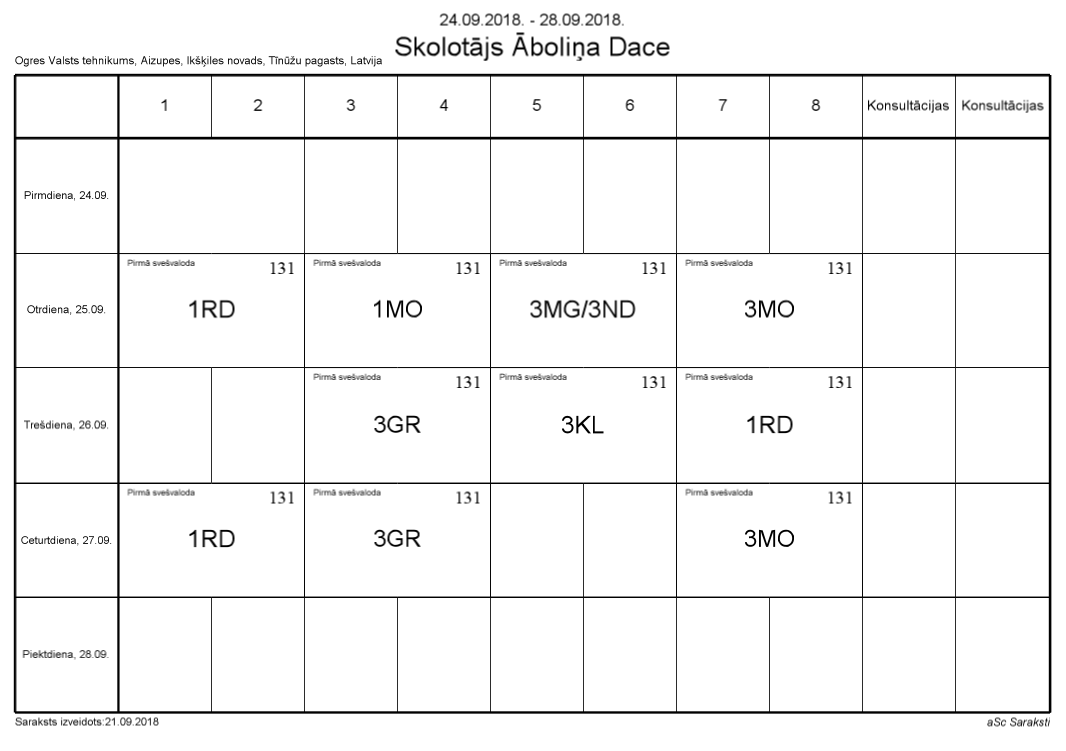 24.09.2018. - 28.09.2018.
Skolotājs Āboliņa Dace
Ogres Valsts tehnikums, Aizupes, Ikšķiles novads, Tīnūžu pagasts, Latvija
1 2 3 4 5 6 7 8 Konsultācijas Konsultācijas
Pirmdiena, 24.09.
Pirmā svešvaloda 131 Pirmā svešvaloda 131 Pirmā svešvaloda 131 Pirmā svešvaloda 131
Otrdiena, 25.09. 1RD 1MO 3MG/3ND 3MO
Pirmā svešvaloda 131 Pirmā svešvaloda 131 Pirmā svešvaloda 131
Trešdiena, 26.09. 3GR 3KL 1RD
Pirmā svešvaloda 131 Pirmā svešvaloda 131 Pirmā svešvaloda 131
Ceturtdiena, 27.09. 1RD 3GR 3MO
Piektdiena, 28.09.
Saraksts izveidots:21.09.2018 aSc Saraksti